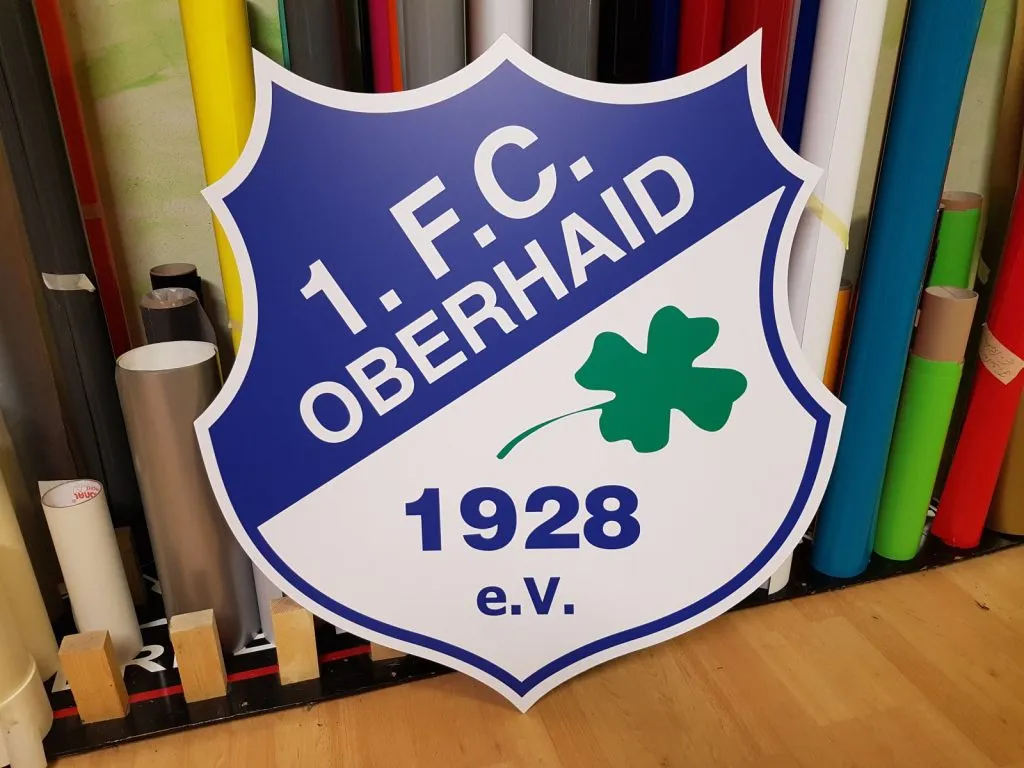 1. F.C.
OBERHAID
1928
e.V.